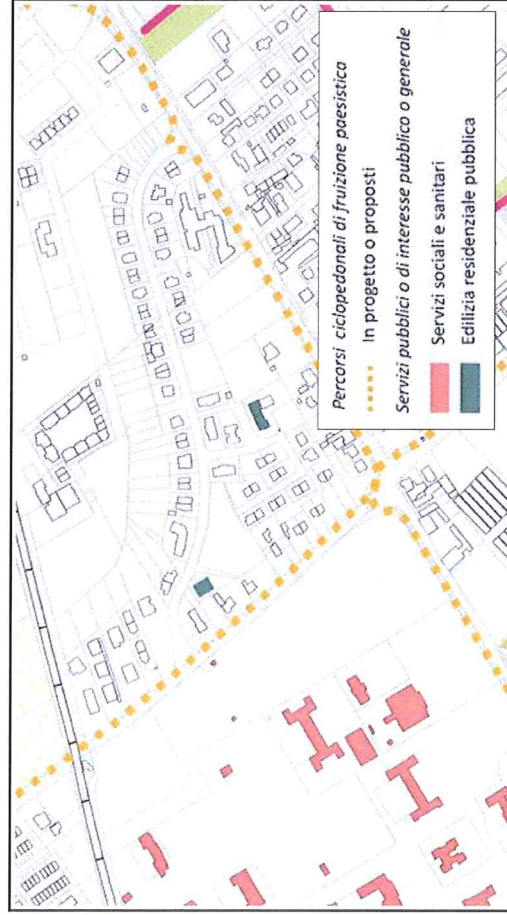 Percorsi ciclopedonali di fruizione paesistica
In progetto o proposti
Servizi pubblici o di interesse pubblico o generale
Servizi sociali e sanitari
Edilizia residenziale pubblica